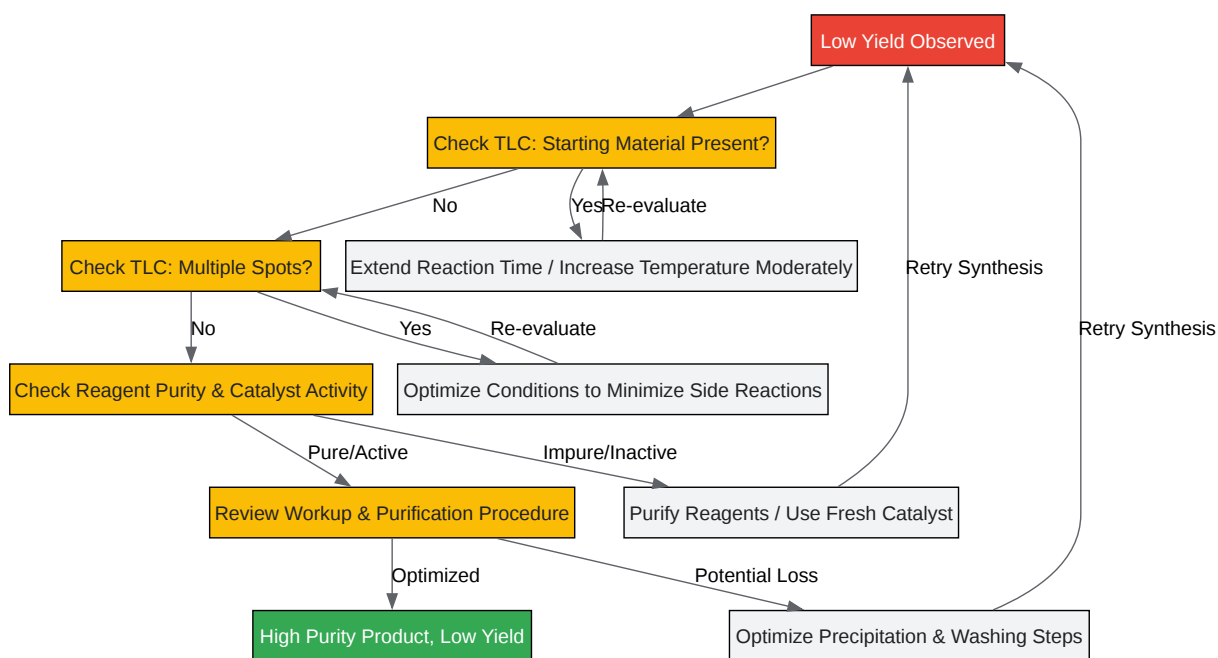 Low Yield Observed
Check TLC: Starting Material Present?
No
Yes
Re-evaluate
Check TLC: Multiple Spots?
Extend Reaction Time / Increase Temperature Moderately
Retry Synthesis
No
Yes
Re-evaluate
Retry Synthesis
Check Reagent Purity & Catalyst Activity
Optimize Conditions to Minimize Side Reactions
Pure/Active
Impure/Inactive
Review Workup & Purification Procedure
Purify Reagents / Use Fresh Catalyst
Optimized
Potential Loss
High Purity Product, Low Yield
Optimize Precipitation & Washing Steps